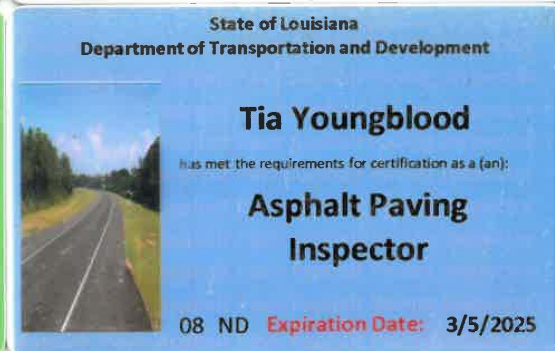 State of Louisiana
Department of Transportation and Development
Tia Youngblood
has met the requirements for certification as a (an):
Asphalt Paving
Inspector
08 ND Expiration Date: 3/5/2025